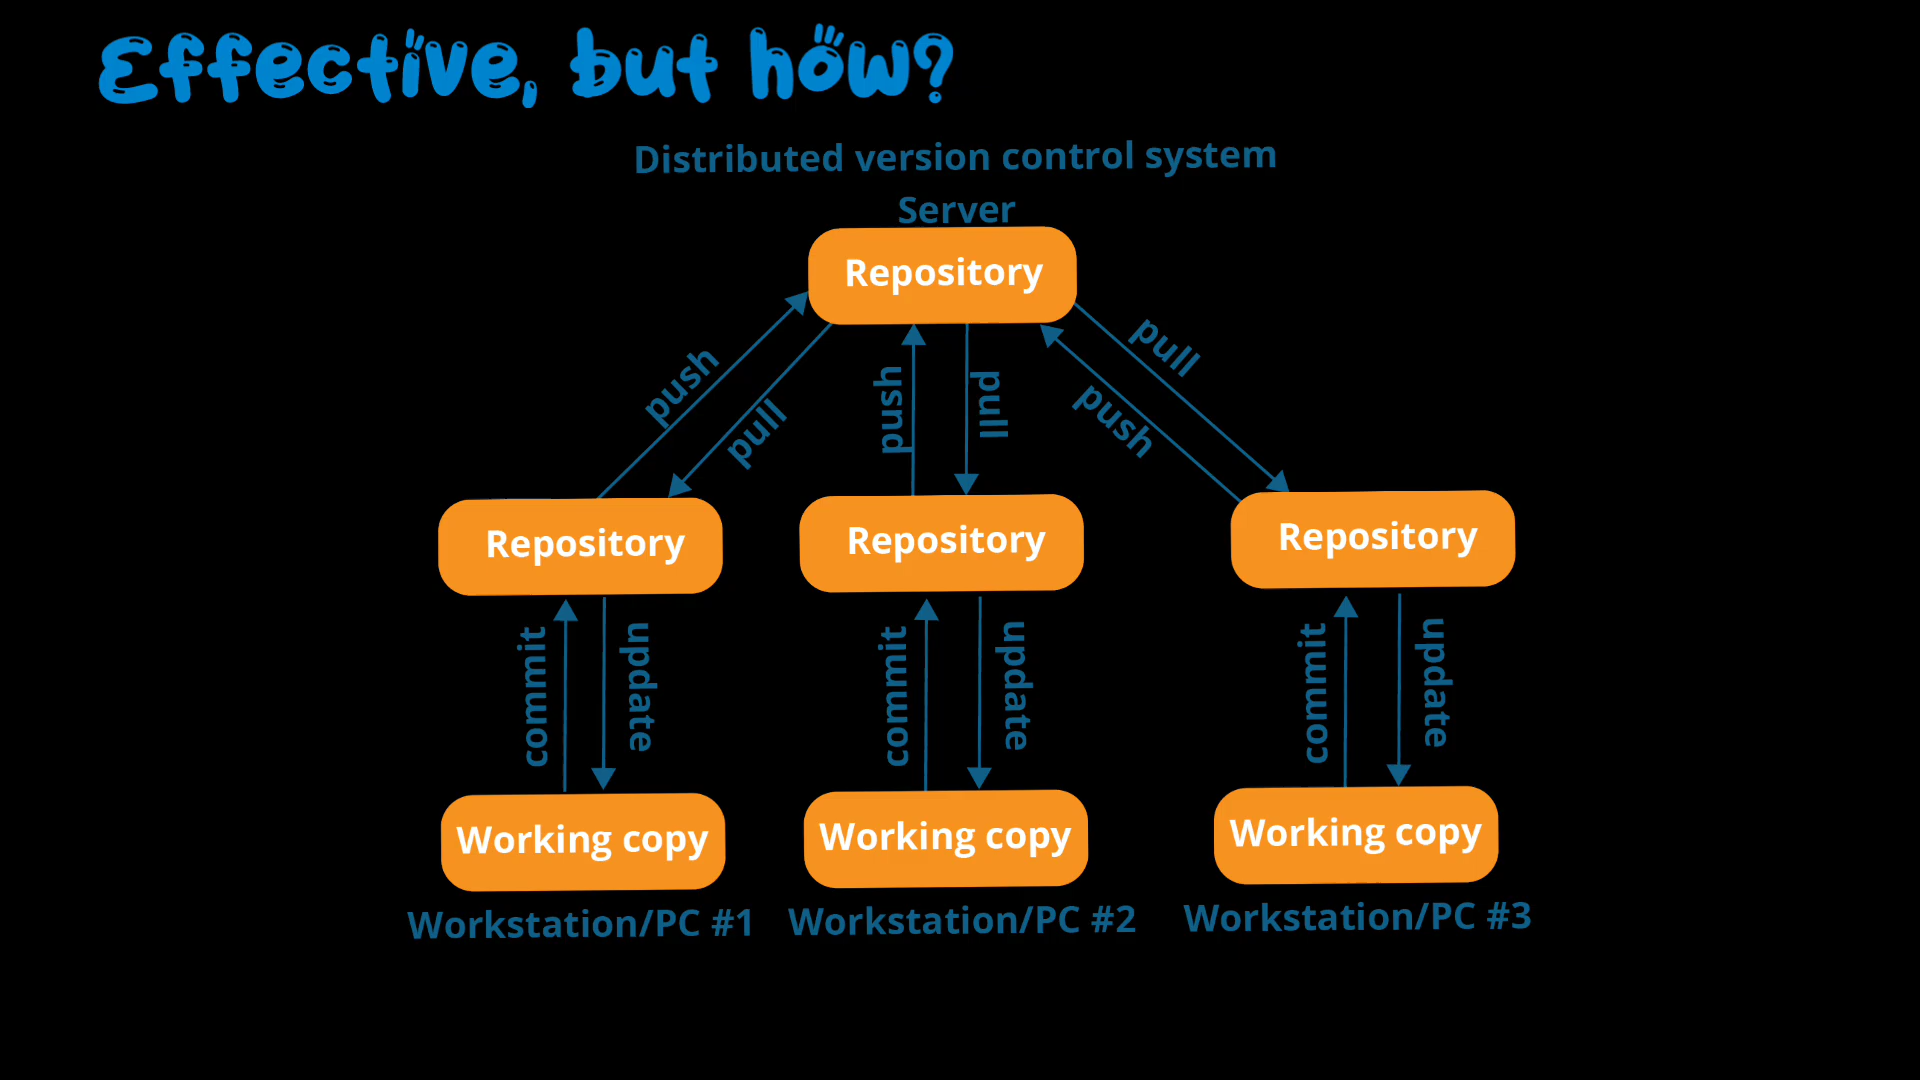 Effective, but how?
Distributed version control system
Server
Repository
push
pull
push
pull
push
pull
Repository
Repository
Repository
commit
update
commit
update
commit
update
Working copy
Working copy
Working copy
Workstation/PC #1
Workstation/PC #2
Workstation/PC #3